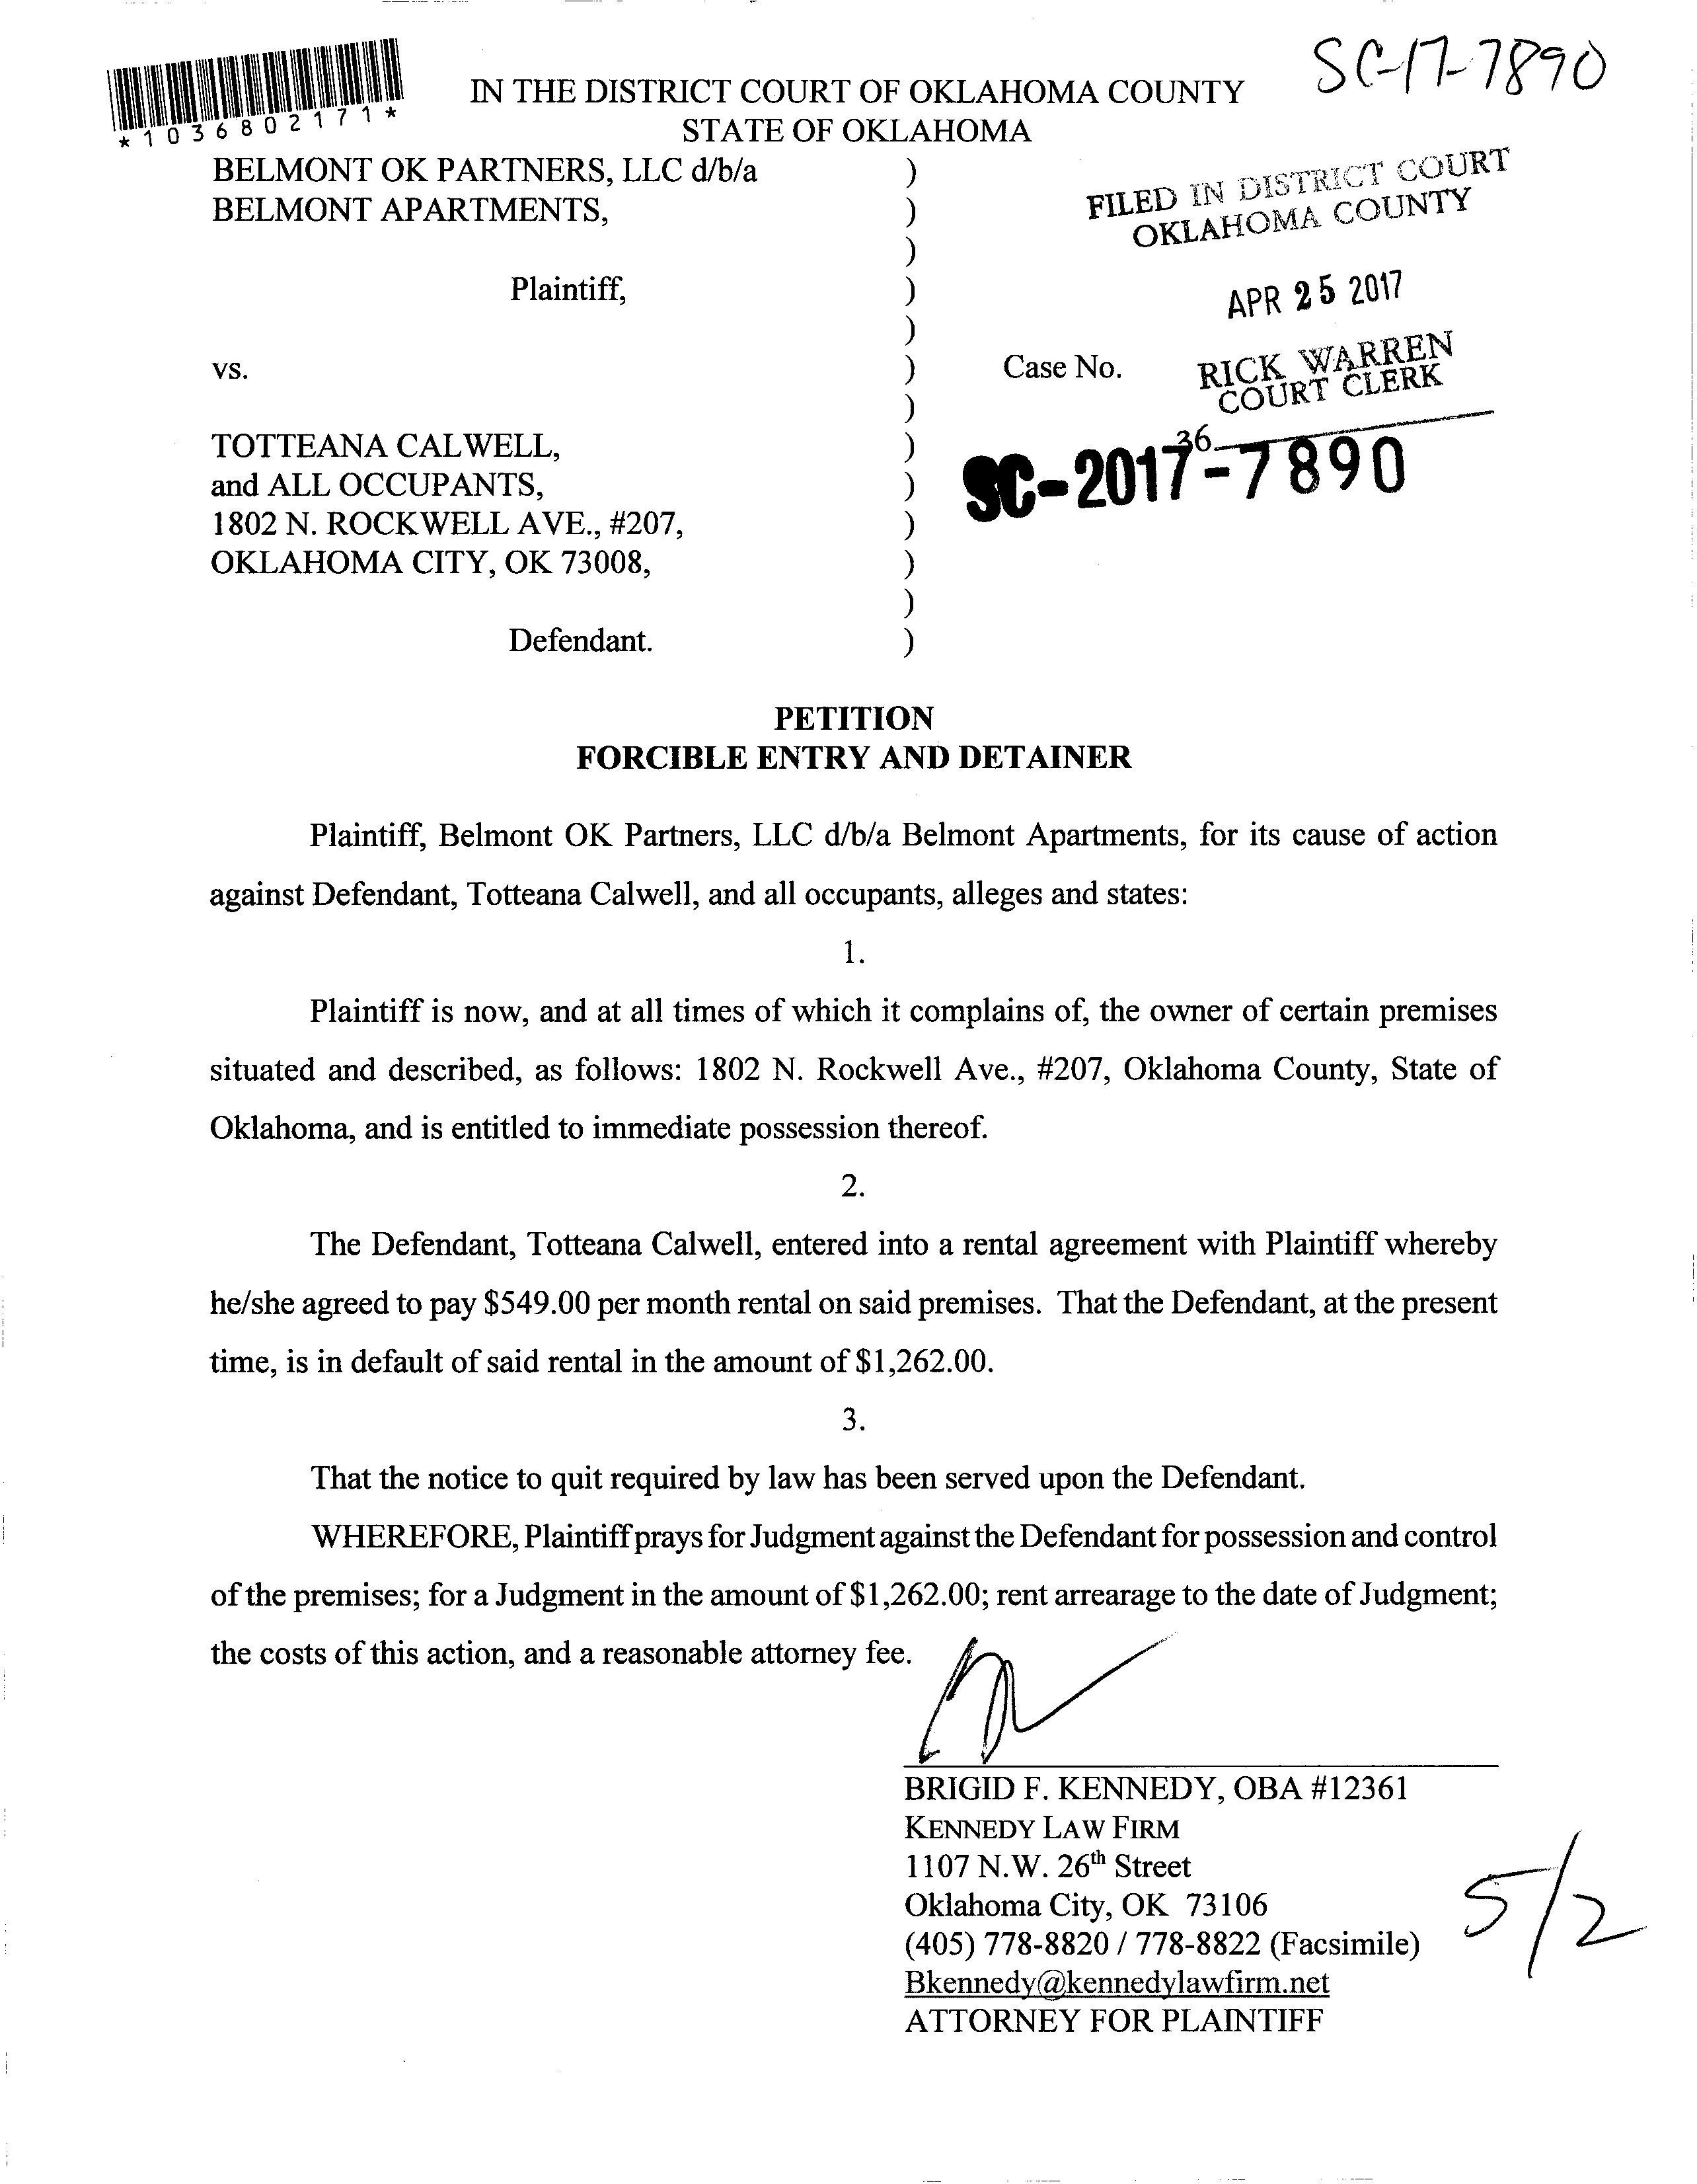 SC-17-7890
*1036802171*
IN THE DISTRICT COURT OF OKLAHOMA COUNTY
STATE OF OKLAHOMA
BELMONT OK PARTNERS, LLC d/b/a )
BELMONT APARTMENTS, )
)
Plaintiff, )
)
vs. ) Case No.
)
TOTTEANA CALWELL, )
and ALL OCCUPANTS, )
1802 N. ROCKWELL AVE., #207, )
OKLAHOMA CITY, OK 73008, )
)
Defendant. )
FILED IN DISTRICT COURT
OKLAHOMA COUNTY
APR 25 2017
RICK WARREN
COURT CLERK
36
SC-2017-7890
PETITION
FORCIBLE ENTRY AND DETAINER
Plaintiff, Belmont OK Partners, LLC d/b/a Belmont Apartments, for its cause of action
against Defendant, Totteana Calwell, and all occupants, alleges and states:
1.
Plaintiff is now, and at all times of which it complains of, the owner of certain premises
situated and described, as follows: 1802 N. Rockwell Ave., #207, Oklahoma County, State of
Oklahoma, and is entitled to immediate possession thereof.
2.
The Defendant, Totteana Calwell, entered into a rental agreement with Plaintiff whereby
he/she agreed to pay $549.00 per month rental on said premises. That the Defendant, at the present
time, is in default of said rental in the amount of $1,262.00.
3.
That the notice to quit required by law has been served upon the Defendant.
WHEREFORE, Plaintiff prays for Judgment against the Defendant for possession and control
of the premises; for a Judgment in the amount of $1,262.00; rent arrearage to the date of Judgment;
the costs of this action, and a reasonable attorney fee.
BRIGID F. KENNEDY, OBA #12361
KENNEDY LAW FIRM
1107 N.W. 26th Street
Oklahoma City, OK 73106
(405) 778-8820 / 778-8822 (Facsimile)
Bkennedy@kennedylawfirm.net
ATTORNEY FOR PLAINTIFF
5/2